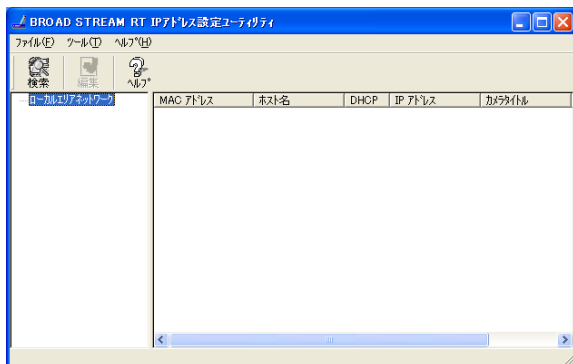 BROAD STREAM RT IPアドレス設定ユーティリティ
ファイル(F) ツール(T) ヘルプ(H)
検索 編集 ヘルプ
ローカルエリアネットワーク
MAC アドレス ホスト名 DHCP IP アドレス カメラタイトル